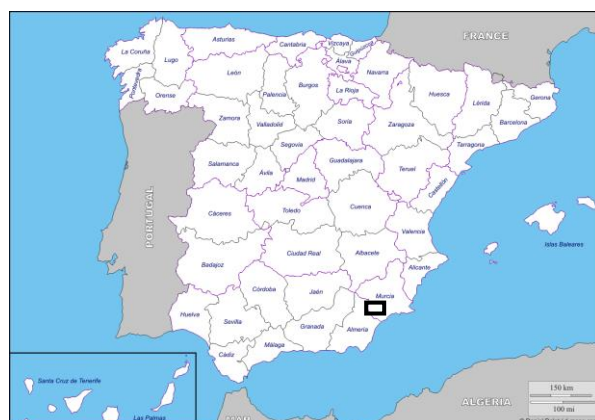 FRANCE
Asturias
Cantabria
Vizcaya
Guipúzcoa
La Coruña
Lugo
Álava
Navarra
León
Pontevedra
Orense
Palencia
Burgos
La Rioja
Huesca
Lérida
Gerona
Barcelona
Zamora
Valladolid
Soria
Zaragoza
Tarragona
Segovia
Salamanca
Ávila
Guadalajara
Madrid
Teruel
Castellón
PORTUGAL
Cáceres
Toledo
Cuenca
Valencia
Islas Baleares
Badajoz
Ciudad Real
Albacete
Alicante
Córdoba
Jaén
Murcia
Huelva
Sevilla
Granada
Almería
Málaga
Cádiz
Santa Cruz de Tenerife
Las Palmas
ALGERIA
150 km
100 mi